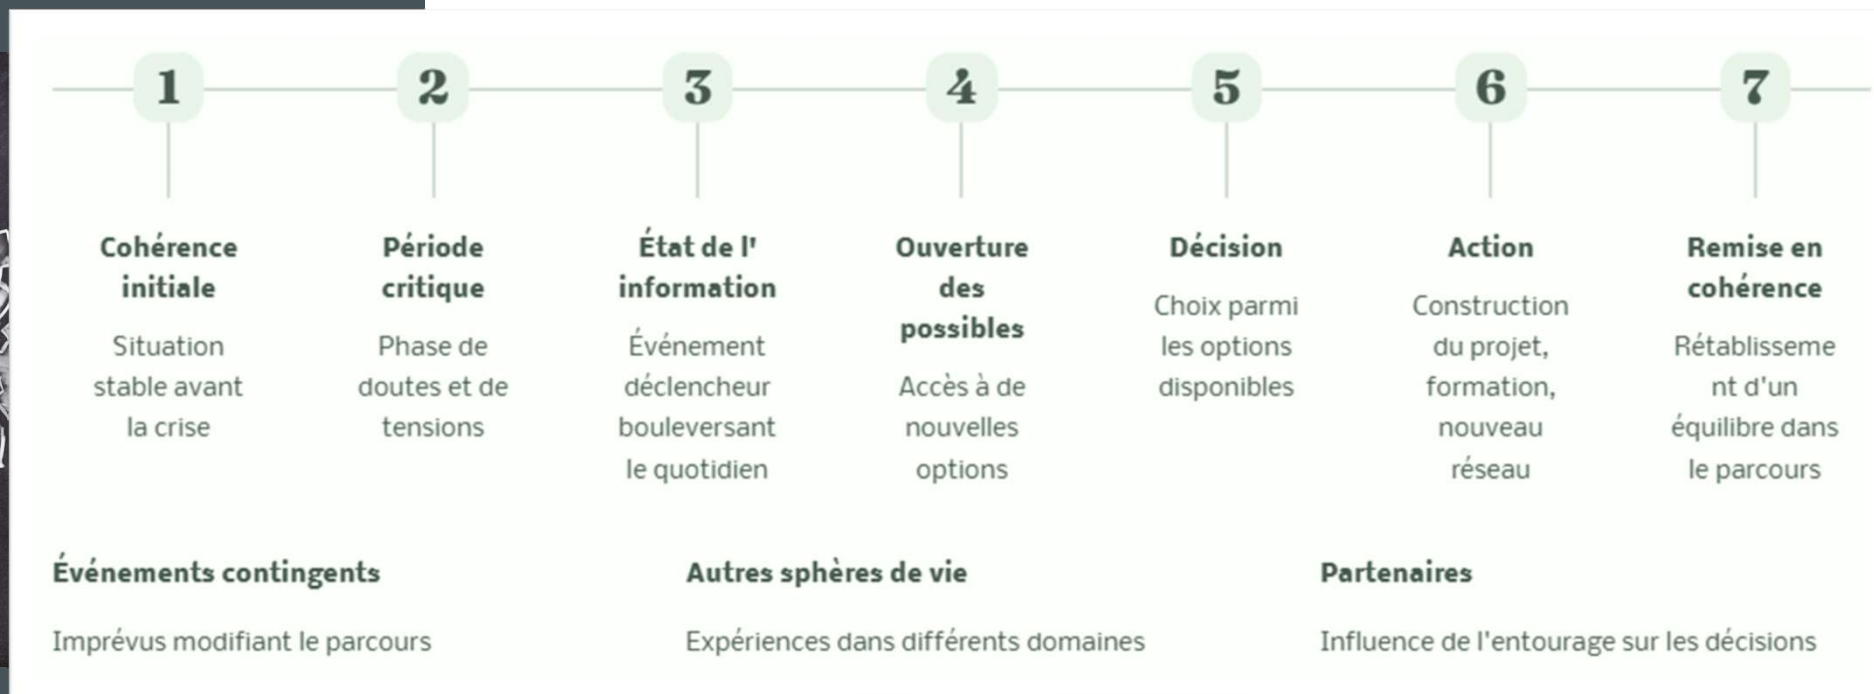 1
2
3
4
5
6
7
Cohérence
initiale
Situation
stable avant
la crise
Période
critique
Phase de
doutes et de
tensions
État de l'
information
Événement
déclencheur
bouleversant
le quotidien
Ouverture
des
possibles
Accès à de
nouvelles
options
Décision
Choix parmi
les options
disponibles
Action
Construction
du projet,
formation,
nouveau
réseau
Remise en
cohérence
Rétablisseme
nt d'un
équilibre dans
le parcours
Événements contingents
Imprévus modifiant le parcours
Autres sphères de vie
Expériences dans différents domaines
Partenaires
Influence de l'entourage sur les décisions